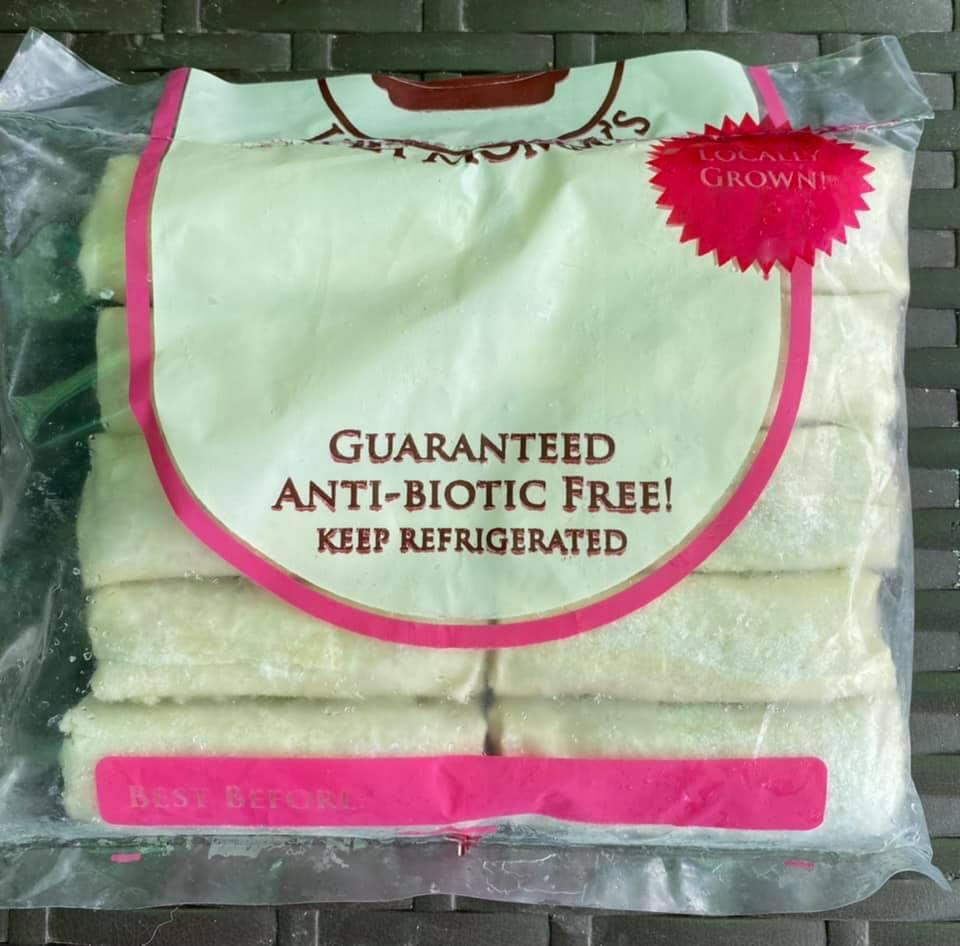 LOCALLY
GROWN!
GUARANTEED
ANTI-BIOTIC FREE!
KEEP REFRIGERATED
BEST BEFORE